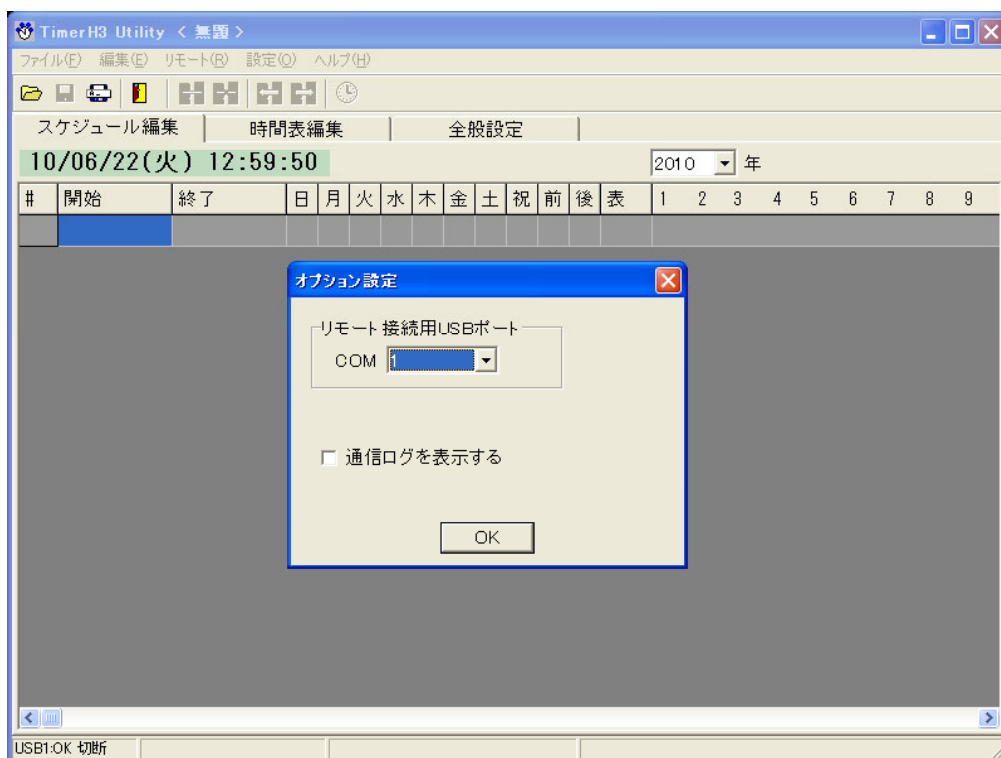 TimerH3 Utility < 無題 >
ファイル(F) 編集(E) リモート(R) 設定(O) ヘルプ(H)
スケジュール編集 時間表編集 全般設定
10/06/22(火) 12:59:50 2010 年
# 開始 終了 日 月 火 水 木 金 土 祝 前 後 表 1 2 3 4 5 6 7 8 9
オプション設定
リモート接続用USBポート
COM 1
通信ログを表示する
OK
USB1:OK 切断